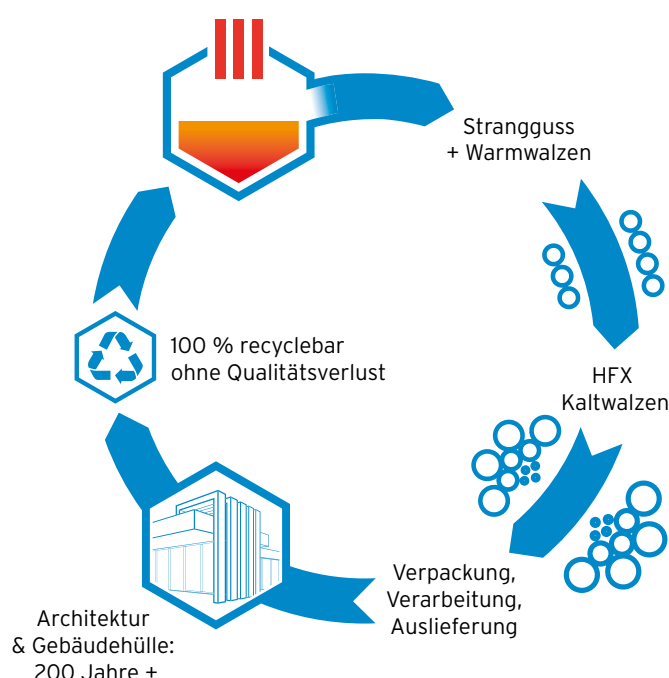 Strangguss
+ Warmwalzen
HFX
Kaltwalzen
Verpackung,
Verarbeitung,
Auslieferung
Architektur
& Gebäudehülle:
200 Jahre +
100 % recyclebar
ohne Qualitätsverlust